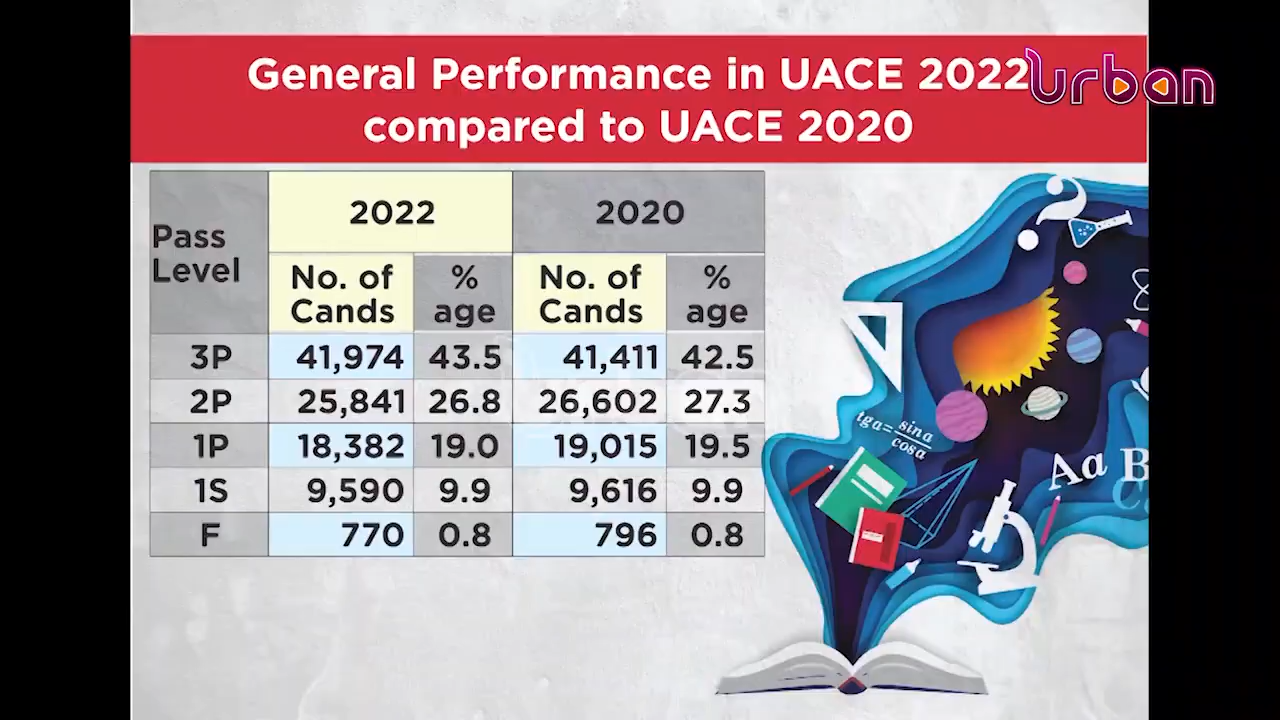 General Performance in UACE 2022
compared to UACE 2020
Urban
Pass Level
2022
2020
No. of Cands
% age
No. of Cands
% age
3P 41,974 43.5 41,411 42.5
2P 25,841 26.8 26,602 27.3
1P 18,382 19.0 19,015 19.5
1S 9,590 9.9 9,616 9.9
F 770 0.8 796 0.8
tga= sina
cosa
Aa B